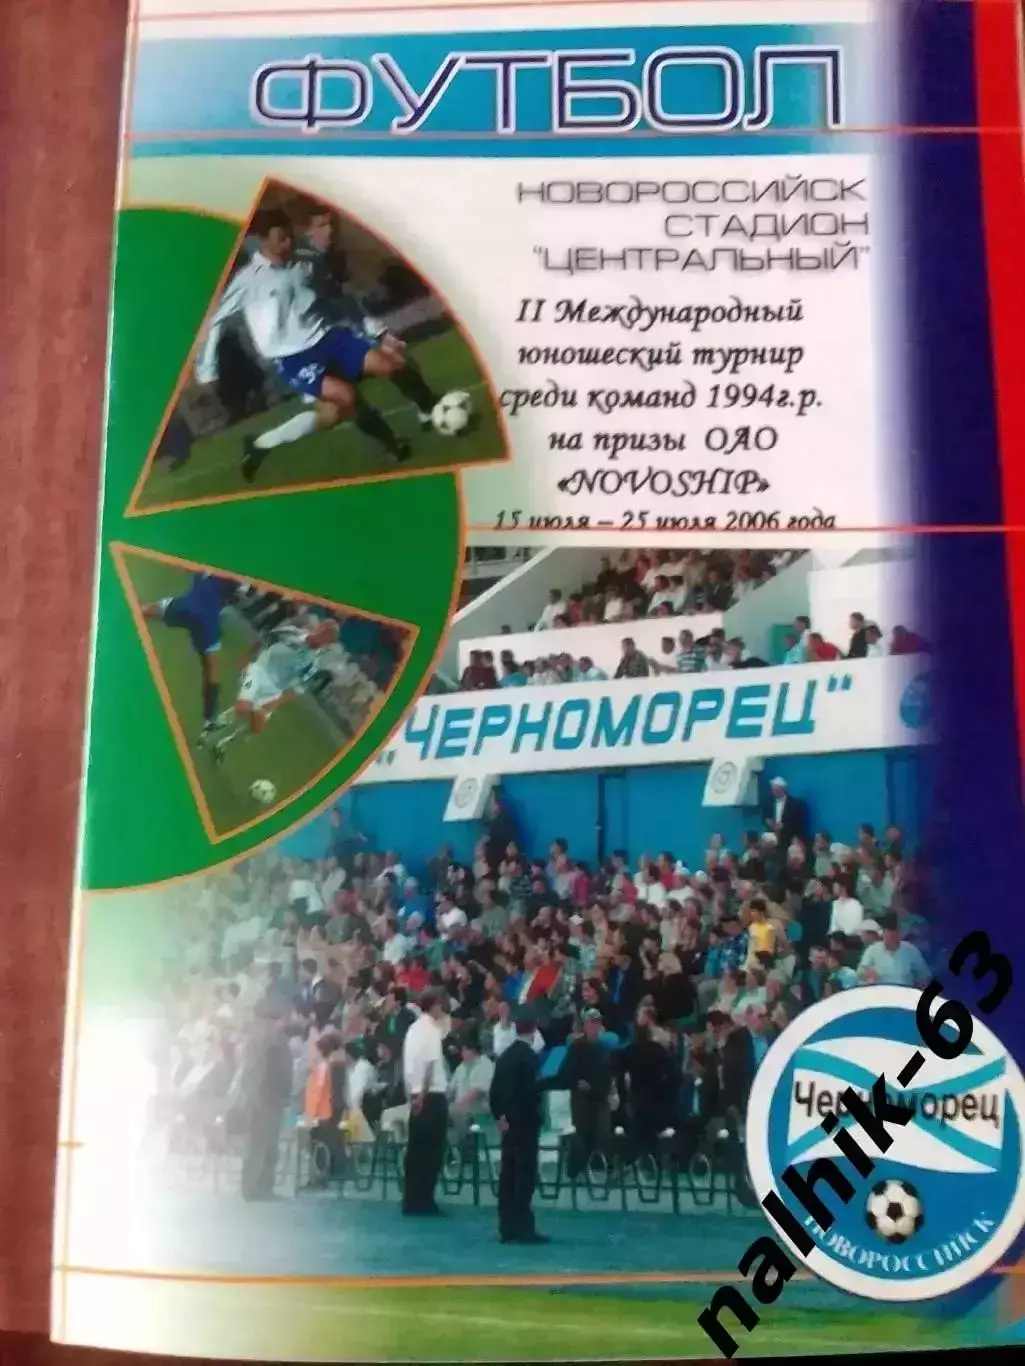 ФУТБОЛ
НОВОРОССИЙСК
СТАДИОН
"ЦЕНТРАЛЬНЫЙ"
II Международный
юношеский турнир
среди команд 1994г.р.
на призы ОАО
«NOVOSHIP»
15 июля – 25 июля 2006 года
„ЧЕРНОМОРЕЦ“
Черноморец
НОВОРОССИЙСК
nalhik-63